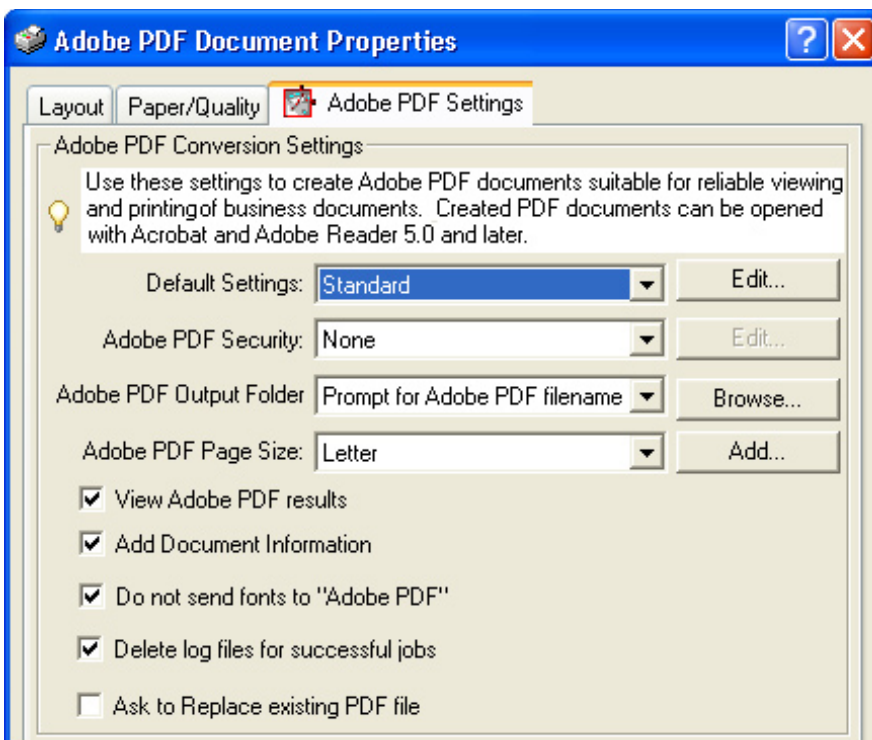 Adobe PDF Document Properties
Layout Paper/Quality Adobe PDF Settings
Adobe PDF Conversion Settings
Use these settings to create Adobe PDF documents suitable for reliable viewing
and printingof business documents. Created PDF documents can be opened
with Acrobat and Adobe Reader 5.0 and later.
Default Settings: Standard Edit...
Adobe PDF Security: None Edit...
Adobe PDF Output Folder Prompt for Adobe PDF filename Browse...
Adobe PDF Page Size: Letter Add...
View Adobe PDF results
Add Document Information
Do not send fonts to "Adobe PDF"
Delete log files for successful jobs
Ask to Replace existing PDF file